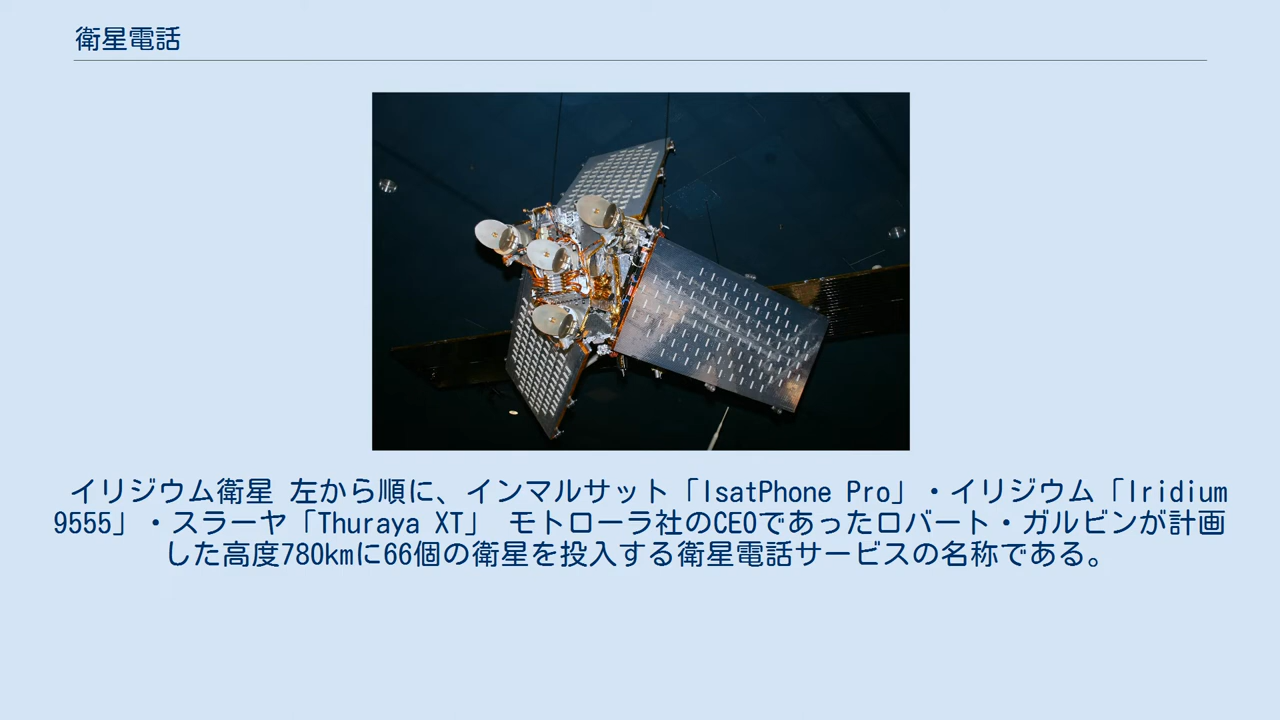 衛星電話
イリジウム衛星 左から順に、インマルサット「IsatPhone Pro」・イリジウム「Iridium
9555」・スラーヤ「Thuraya XT」 モトローラ社のCEOであったロバート・ガルビンが計画
した高度780kmに66個の衛星を投入する衛星電話サービスの名称である。